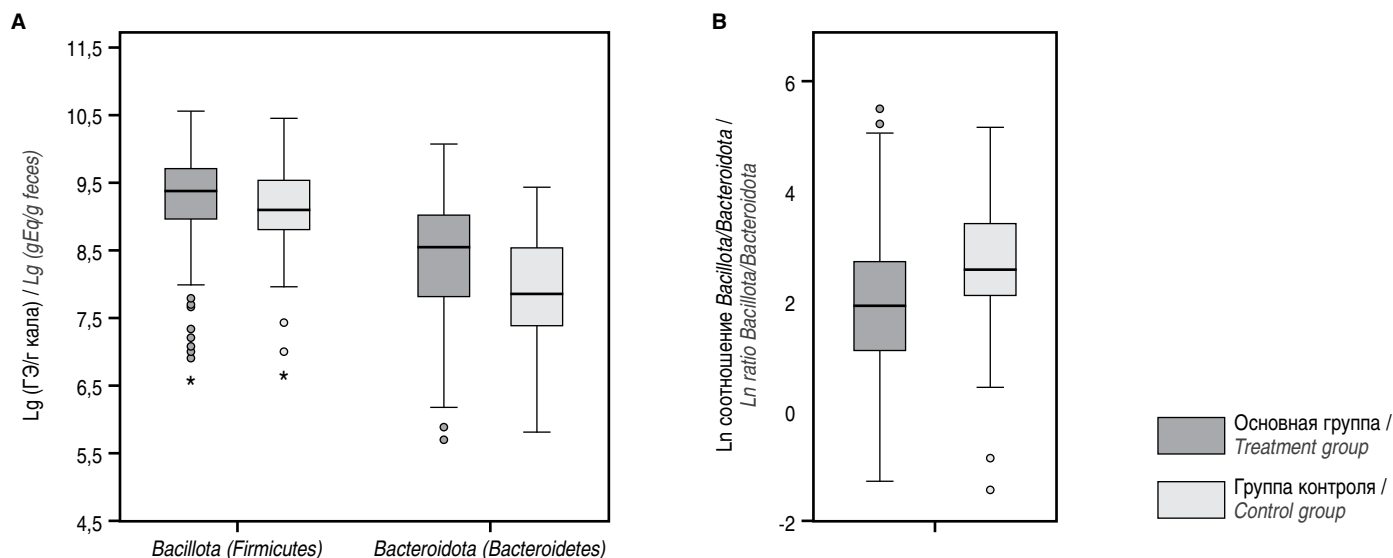 A
11,5
10,5
9,5
8,5
7,5
6,5
5,5
4,5
Lg (ГЭ/г кала) / Lg (gEq/g feces)
Bacillota (Firmicutes)
Bacteroidota (Bacteroidetes)
B
6
4
2
0
-2
Ln соотношение Bacillota/Bacteroidota /
Ln ratio Bacillota/Bacteroidota
Основная группа /
Treatment group
Группа контроля /
Control group